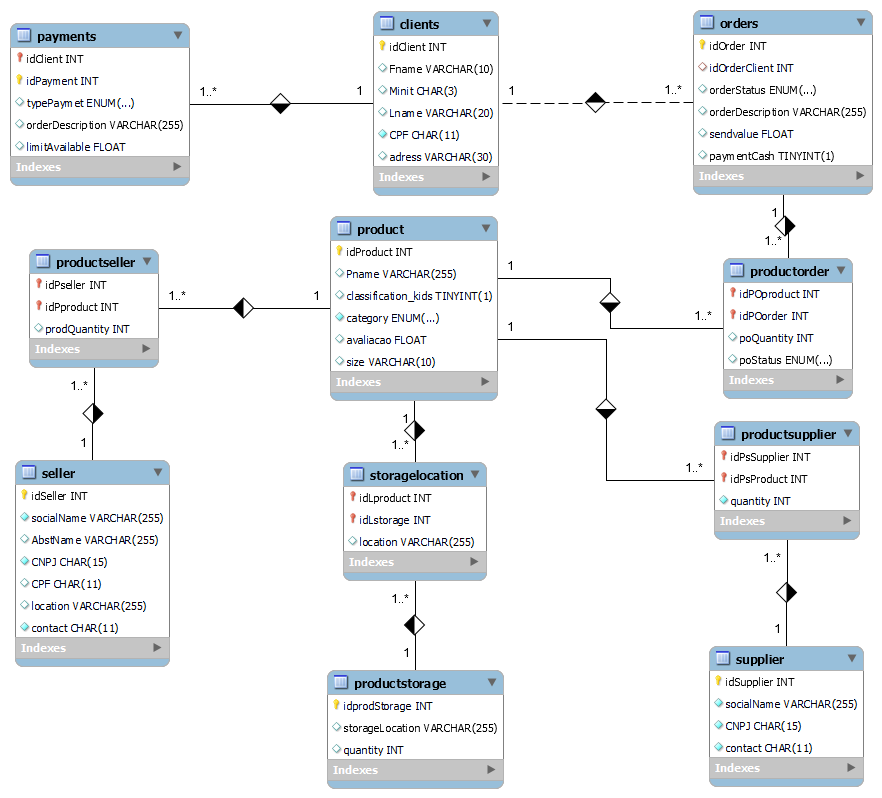 payments
idClient INT
idPayment INT
typePaymet ENUM(...)
orderDescription VARCHAR(255)
limitAvailable FLOAT
Indexes
1..*
1
clients
idClient INT
Fname VARCHAR(10)
Minit CHAR(3)
Lname VARCHAR(20)
CPF CHAR(11)
adress VARCHAR(30)
Indexes
1
1..*
orders
idOrder INT
idOrderClient INT
orderStatus ENUM(...)
orderDescription VARCHAR(255)
sendvalue FLOAT
paymentCash TINYINT(1)
Indexes
1
1..*
productseller
idPseller INT
idPproduct INT
prodQuantity INT
Indexes
1..*
1
product
idProduct INT
Pname VARCHAR(255)
classification_kids TINYINT(1)
category ENUM(...)
avaliacao FLOAT
size VARCHAR(10)
Indexes
1
1..*
1
1..*
productorder
idPOproduct INT
idPOorder INT
poQuantity INT
poStatus ENUM(...)
Indexes
1..*
1
1
1..*
productsupplier
idPsSupplier INT
idPsProduct INT
quantity INT
Indexes
seller
idSeller INT
socialName VARCHAR(255)
AbstName VARCHAR(255)
CNPJ CHAR(15)
CPF CHAR(11)
location VARCHAR(255)
contact CHAR(11)
Indexes
storagelocation
idLproduct INT
idLstorage INT
location VARCHAR(255)
Indexes
1..*
1
1..*
1
productstorage
idprodStorage INT
storageLocation VARCHAR(255)
quantity INT
Indexes
supplier
idSupplier INT
socialName VARCHAR(255)
CNPJ CHAR(15)
contact CHAR(11)
Indexes